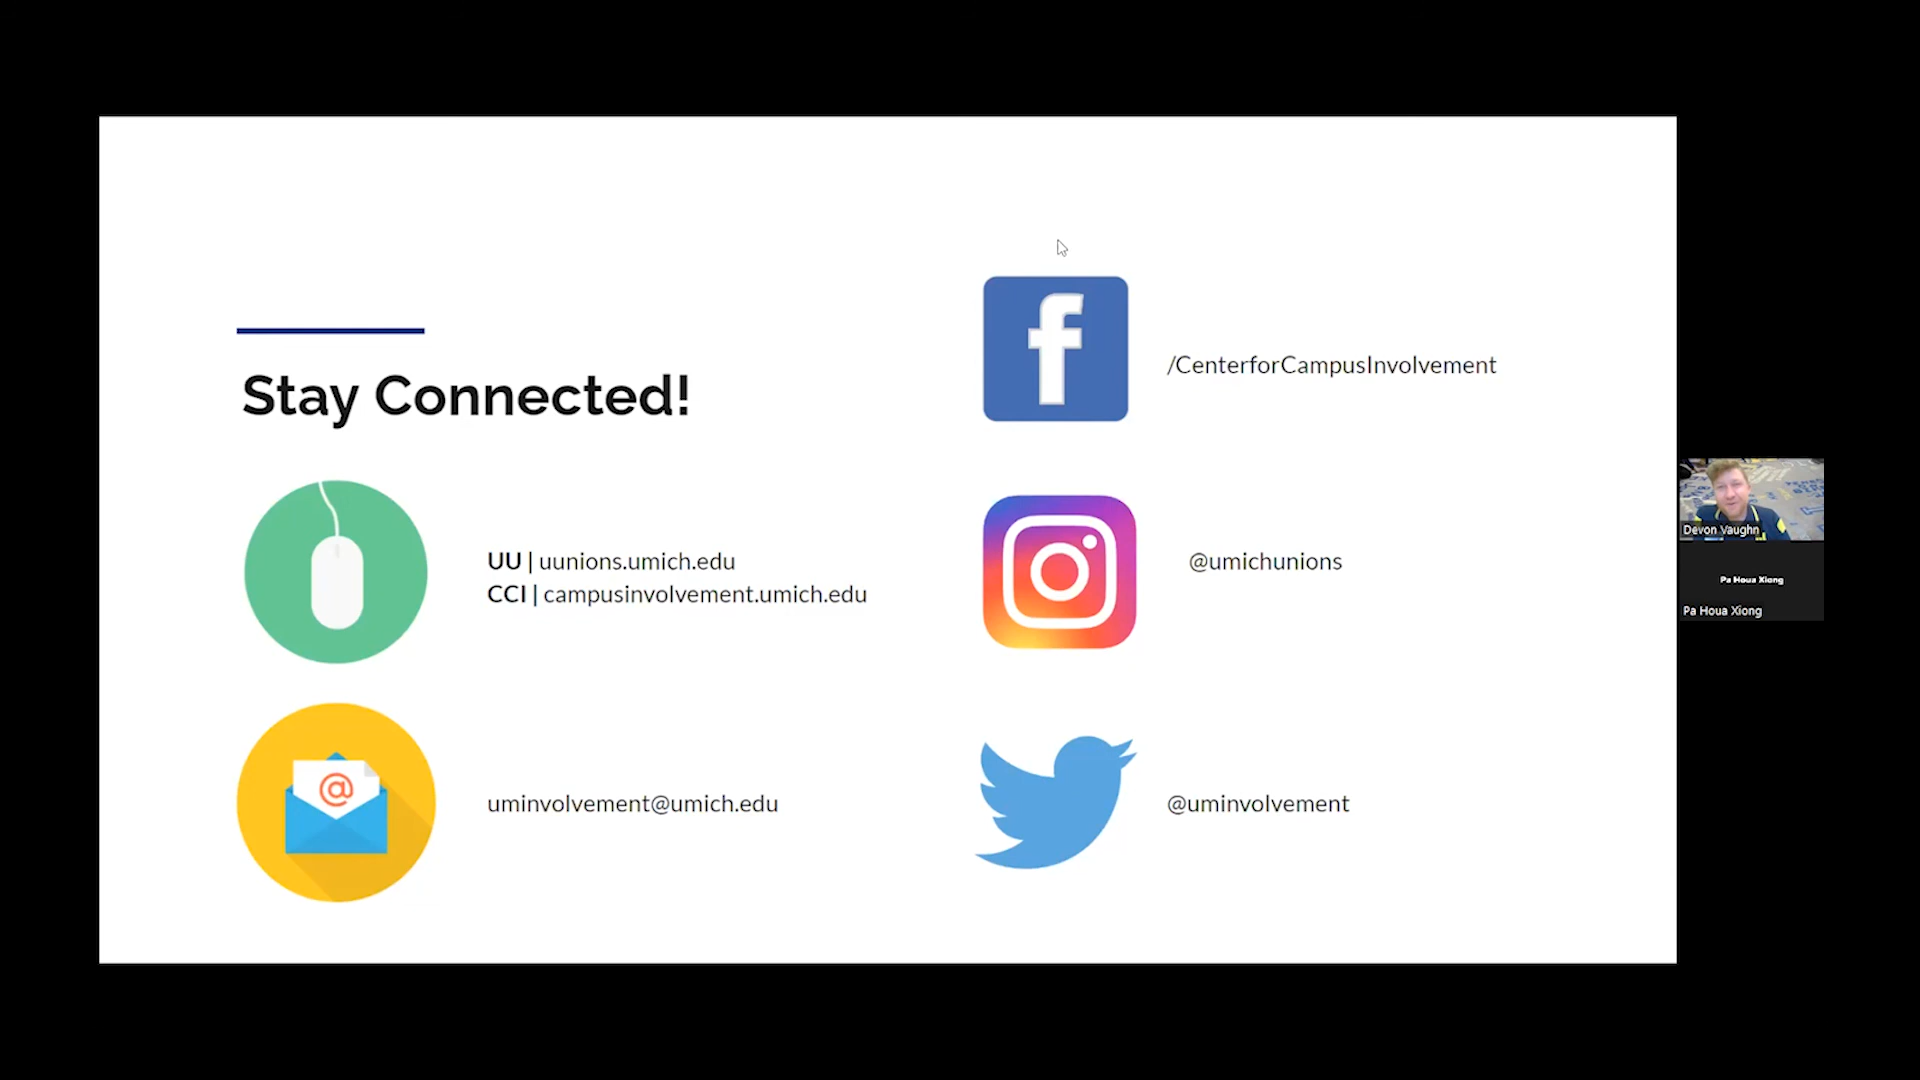 Stay Connected!
UU | uunions.umich.edu
CCI | campusinvolvement.umich.edu
@
uminvolvement@umich.edu
f
/CenterforCampusInvolvement
@umichunions
@uminvolvement
Devon Vaughn
Pa Houa Xiong
Pa Houa Xiong